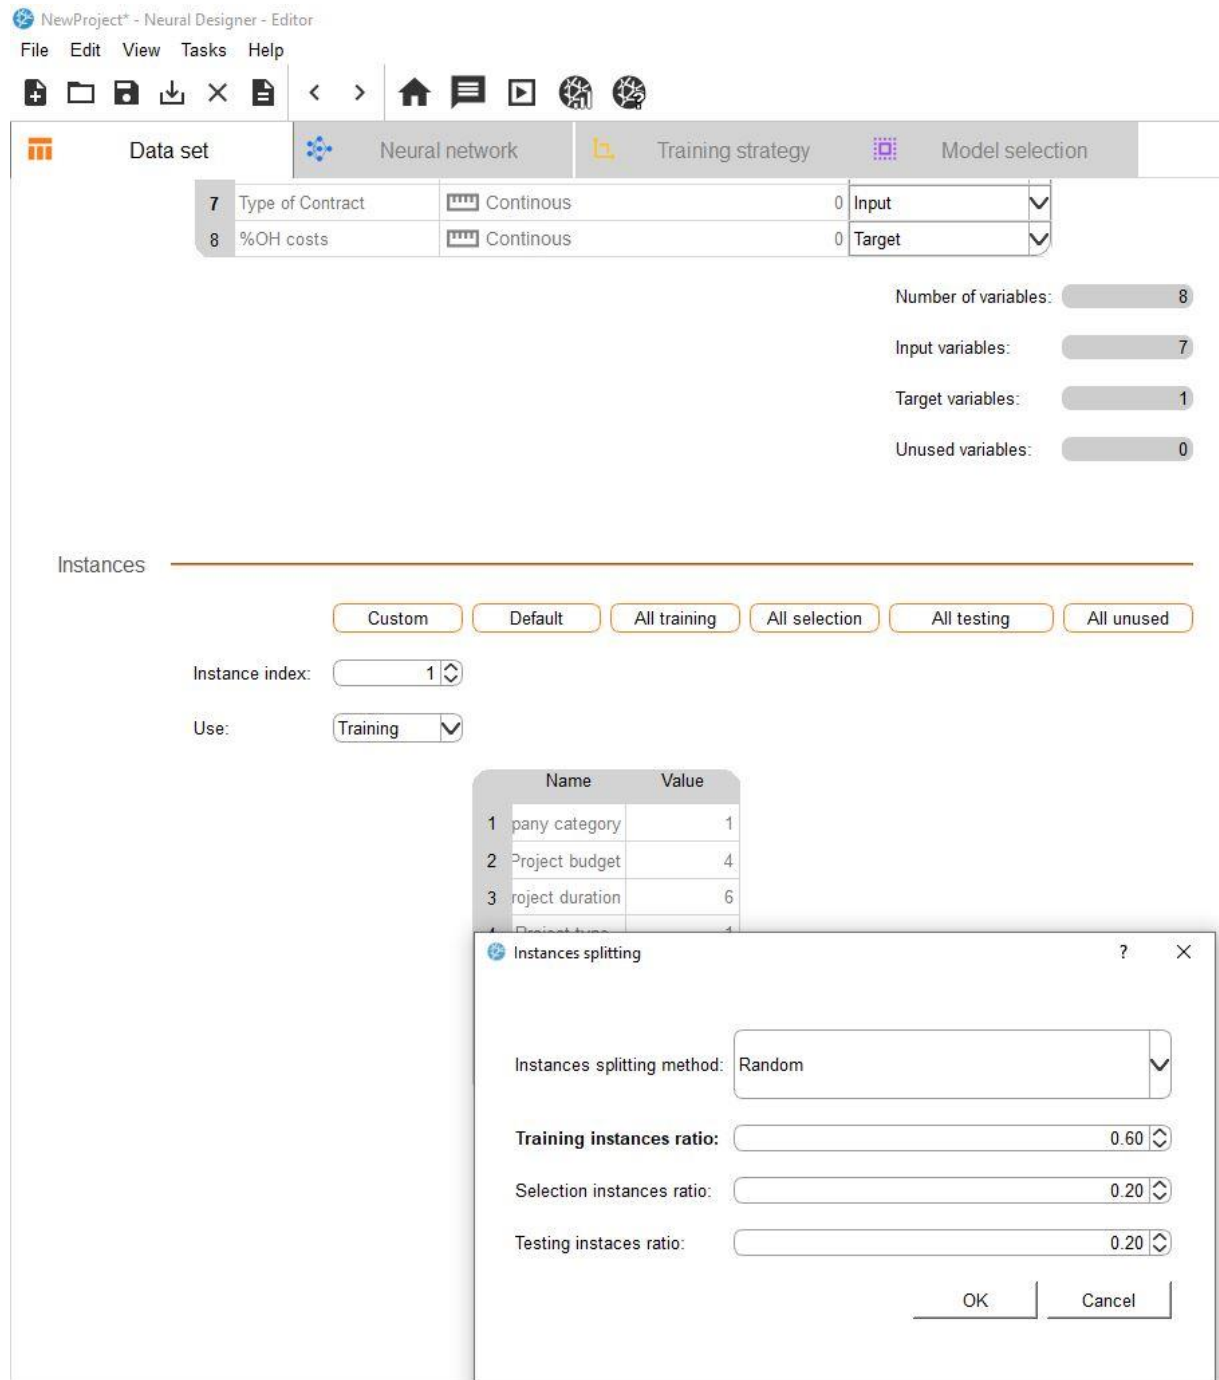 NewProject* - Neural Designer - Editor
File Edit View Tasks Help
Data set Neural network Training strategy Model selection
7 Type of Contract Continous 0 Input
8 %OH costs Continous 0 Target
Number of variables: 8
Input variables: 7
Target variables: 1
Unused variables: 0
Instances
Custom Default All training All selection All testing All unused
Instance index: 1
Use: Training
Name Value
1 pany category 1
2 Project budget 4
3 roject duration 6
4 Project type 1
Instances splitting ?
Instances splitting method: Random
Training instances ratio: 0.60
Selection instances ratio: 0.20
Testing instaces ratio: 0.20
OK Cancel